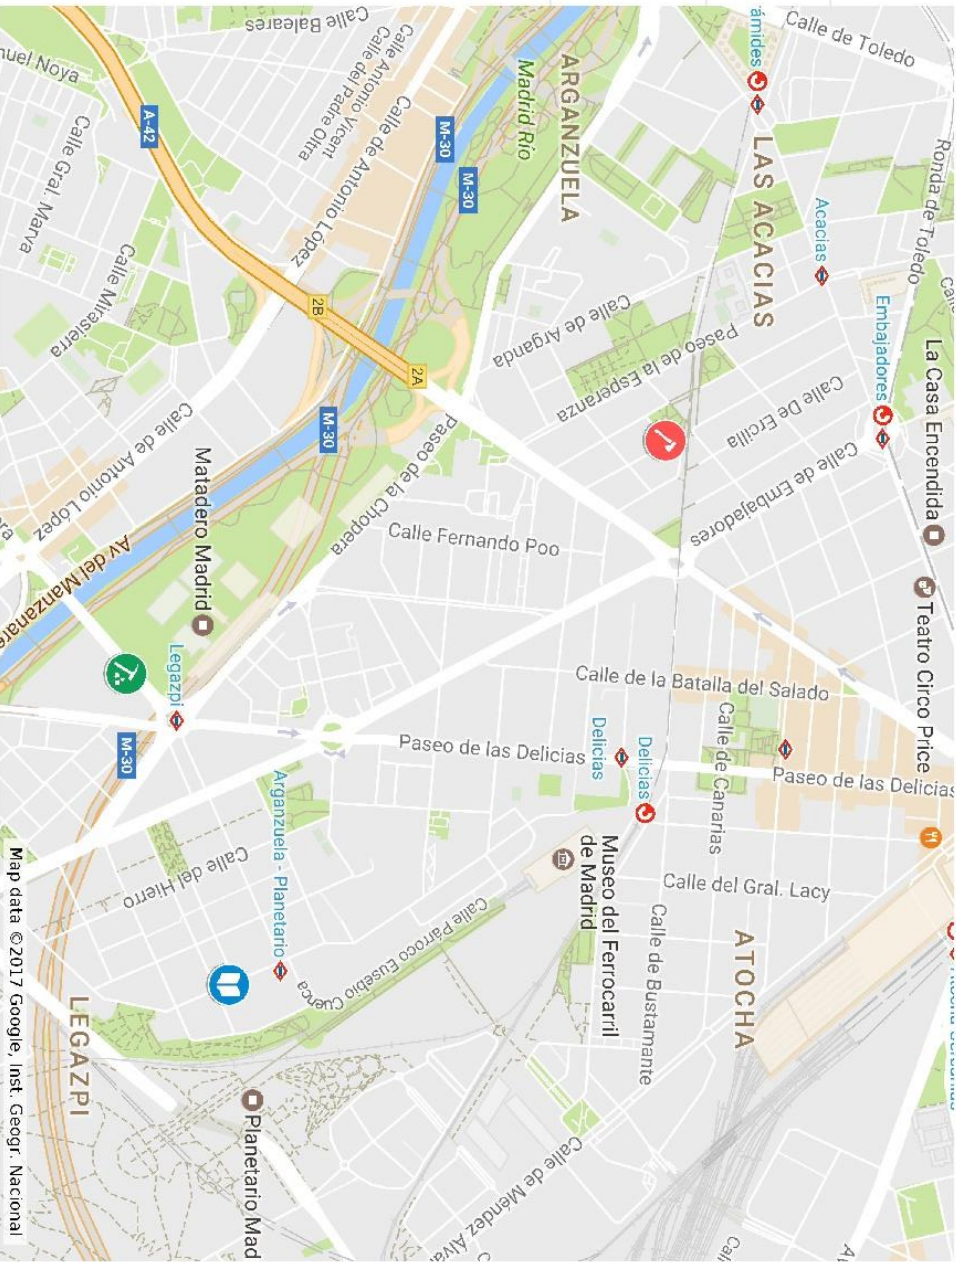 Ronda de Toledo
La Casa Encendida
Teatro Circo Price
Paseo de las Delicias
Calle de Toledo
Embajadores
Acacias
Calle De Ercilla
Calle de Embajadores
Calle de la Batalla del Salado
Calle de Canarias
Calle del Gral. Lacy
ATOCHA
ámides
LAS ACACIAS
Paseo de la Esperanza
Delicias
Delicias
Calle de Bustamante
Museo del Ferrocarril
de Madrid
ARGANZUELA
Calle de Arganda
Calle Fernando Poo
Paseo de las Delicias
Calle de Méndez Álva
Madrid Río
M-30
M-30
2A
Paseo de la Chopera
Calle Párroco Eusebio Cuenca
Calle Antonio Vicent
Calle del Padre Oltra
Calle de Antonio López
Calle Baleares
2B
M-30
Arganzuela - Planetario
Planetario Mad
Calle del Hierro
A-42
Matadero Madrid
Legazpi
Calle de Antonio López
Av del Manzanare
M-30
LEGAZPI
nuel Noya
Calle Gral. Marva
Calle Mirasierra
Map data ©2017 Google, Inst. Geogr. Nacional